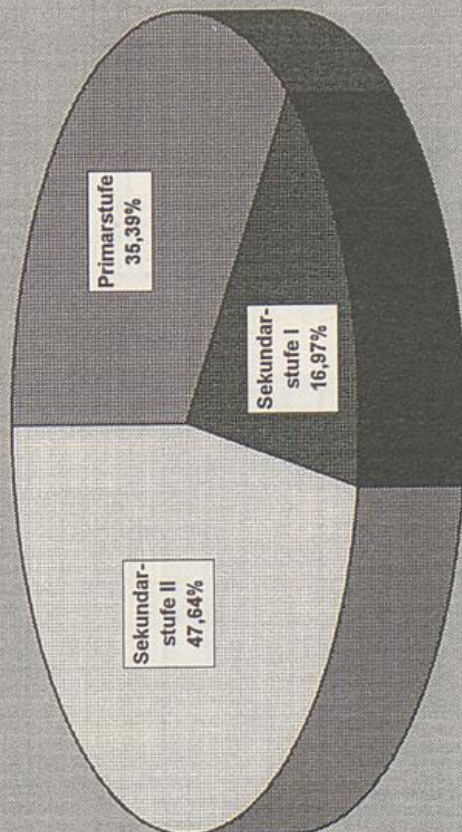 Primarstufe
35,39%
Sekundar-
stufe I
16,97%
Sekundar-
stufe II
47,64%